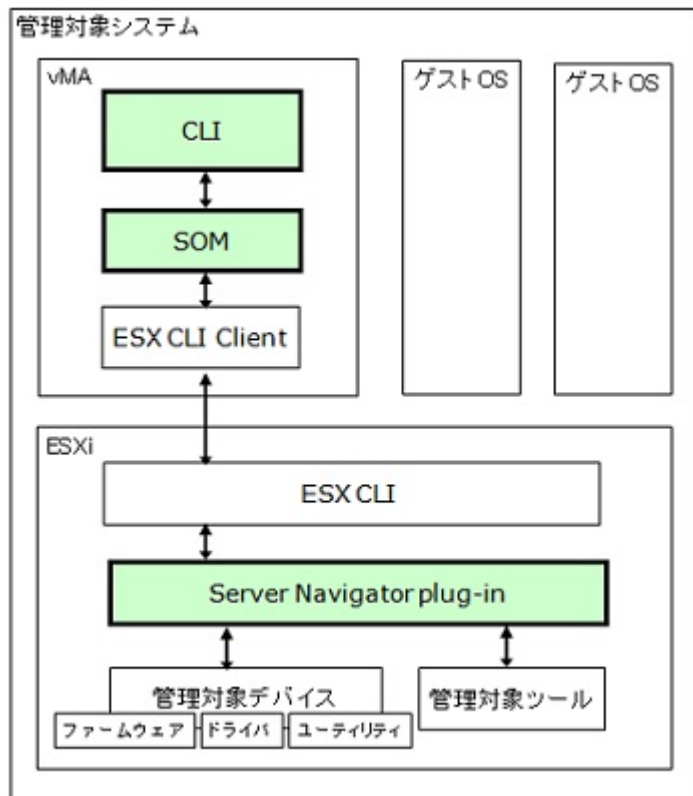 管理対象システム
vMA
ゲストOS
ゲストOS
CLI
SOM
ESX CLI Client
ESXi
ESX CLI
Server Navigator plug-in
管理対象デバイス
管理対象ツール
ファームウェア
ドライバ
ユーティリティ